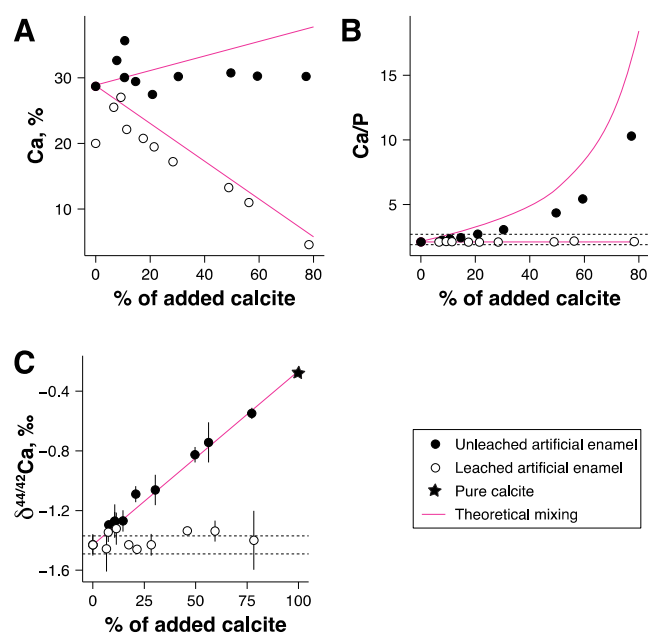 A
Ca, %
30
20
10
0 20 40 60 80
% of added calcite
B
Ca/P
15
10
5
0 20 40 60 80
% of added calcite
C
δ44/42Ca, ‰
−0.4
−0.8
−1.2
−1.6
0 25 50 75 100
% of added calcite
Unleached artificial enamel
Leached artificial enamel
Pure calcite
Theoretical mixing